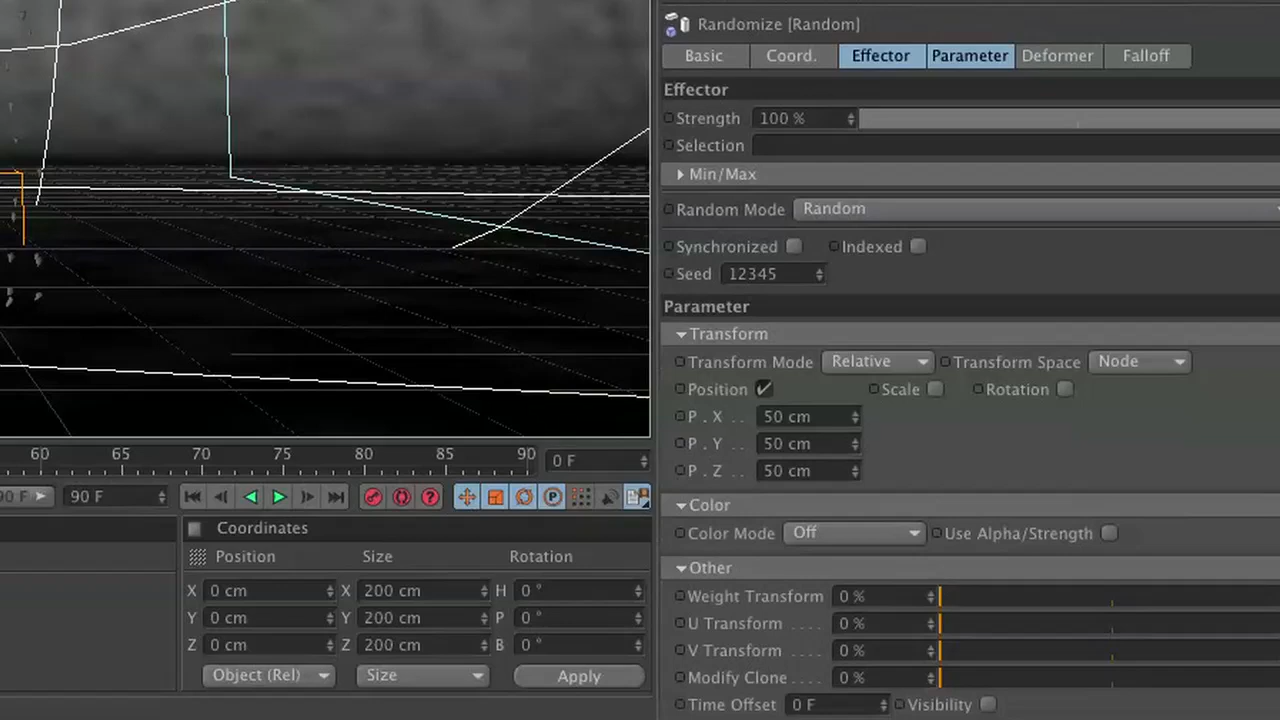 Randomize [Random]
Basic Coord. Effector Parameter Deformer Falloff
Effector
Strength 100 %
Selection
Min/Max
Random Mode Random
Synchronized Indexed
Seed 12345
Parameter
Transform
Transform Mode Relative Transform Space Node
Position Scale Rotation
P . X . . 50 cm
P . Y . . 50 cm
P . Z . . 50 cm
Color
Color Mode Off Use Alpha/Strength
Other
Weight Transform 0 %
U Transform . . . . 0 %
V Transform . . . . 0 %
Modify Clone . . . . 0 %
Time Offset 0 F Visibility
60 65 70 75 80 85 90 0 F
90 F 90 F
Coordinates
Position Size Rotation
X 0 cm X 200 cm H 0 °
Y 0 cm Y 200 cm P 0 °
Z 0 cm Z 200 cm B 0 °
Object (Rel) Size Apply